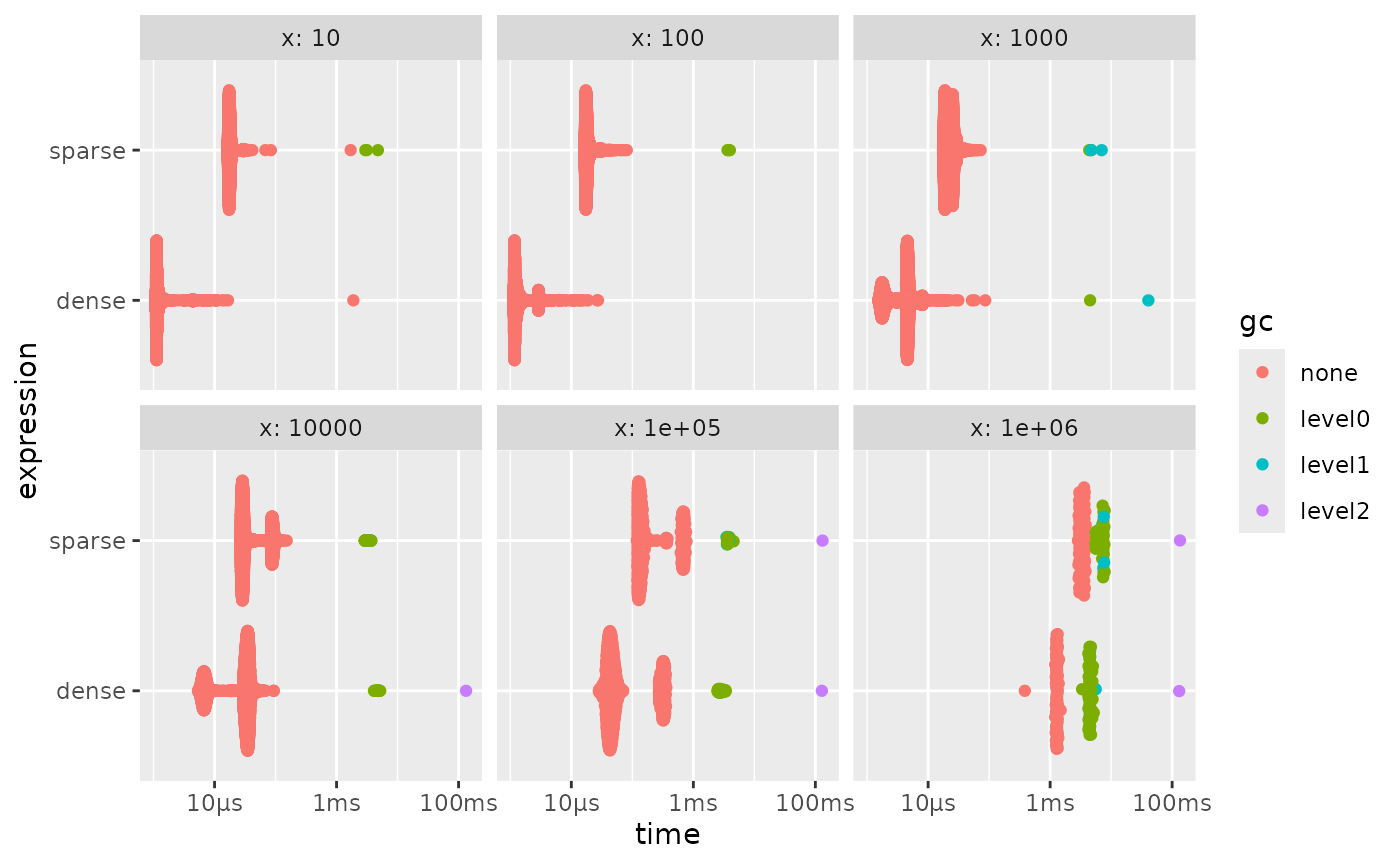 x: 10
x: 100
x: 1000
sparse
dense
x: 10000
x: 1e+05
x: 1e+06
sparse
dense
10µs
1ms
100ms
10µs
1ms
100ms
10µs
1ms
100ms
time
expression
gc
none
level0
level1
level2